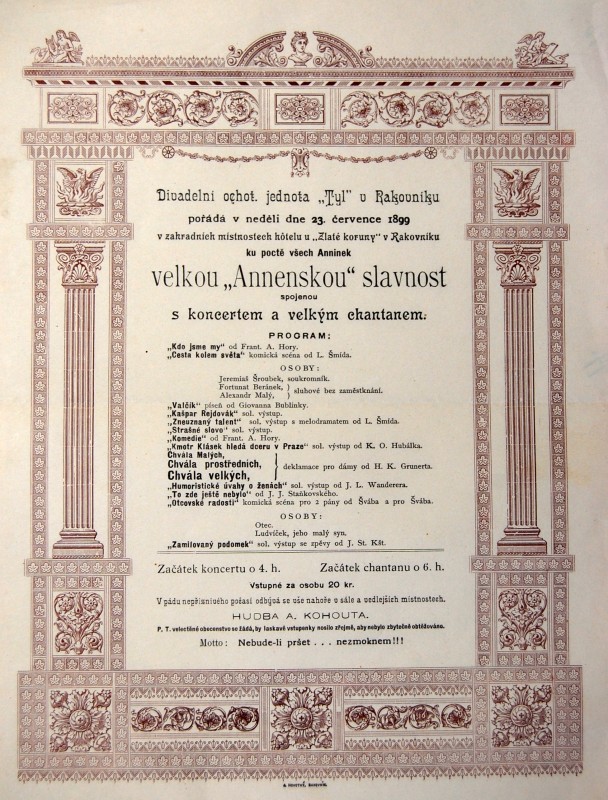 Divadelní ochot. jednota „Tyl" v Rakovníku
pořádá v neděli dne 23. července 1899
v zahradních místnostech hôtelu u „Zlaté koruny" v Rakovníku
ku poctě všech Anninek
velkou „Annenskou" slavnost
spojenou
s koncertem a velkým chantanem.
PROGRAM:
„Kdo jsme my" od Frant. A. Hory.
„Cesta kolem světa" komická scéna od L. Šmída.
OSOBY:
Jeremiáš Šroubek, soukromník.
Fortunat Beránek, )
Alexandr Malý, ) sluhové bez zaměstknání.
„Valčík" píseň od Giovanna Bublinky.
„Kašpar Rejdovák" sol. výstup.
„Zneuznaný talent" sol. výstup s melodramatem od L. Šmída.
„Strašné slovo" sol. výstup.
„Komedie" od Frant. A. Hory.
„Kmotr Klásek hledá dceru v Praze" sol. výstup od K. O. Hubálka.
Chvála Malých,
Chvála prostředních, } deklamace pro dámy od H. K. Grunerta.
Chvála velkých,
„Humoristické úvahy o ženách" sol. výstup od J. L. Wanderera.
„To zde ještě nebylo" od J. J. Staňkovského.
„Otcovské radosti" komická scéna pro 2 pány od Švába a pro Švába.
OSOBY:
Otec.
Ludvíček, jeho malý syn.
„Zamilovaný podomek" sol. výstup se zpěvy od J. St. Kšt.
Začátek koncertu o 4. h. Začátek chantanu o 6. h.
Vstupné za osobu 20 kr.
V pádu nepříznivého počasí odbývá se vše nahoře v sále a vedlejších místnostech.
HUDBA A. KOHOUTA.
P. T. velectěné obecenstvo se žádá, by laskavě vstupenky nosilo zřejmě, aby nebylo zbytečně obtěžováno.
Motto: Nebude-li pršet . . . nezmoknem!!!